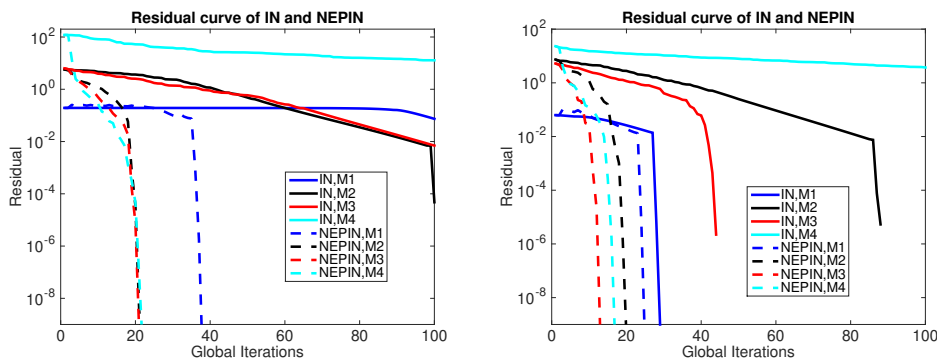 Residual curve of IN and NEPIN
Residual
10^2
10^0
10^-2
10^-4
10^-6
10^-8
IN,M1
IN,M2
IN,M3
IN,M4
NEPIN,M1
NEPIN,M2
NEPIN,M3
NEPIN,M4
0 20 40 60 80 100
Global Iterations
Residual curve of IN and NEPIN
Residual
10^2
10^0
10^-2
10^-4
10^-6
10^-8
IN,M1
IN,M2
IN,M3
IN,M4
NEPIN,M1
NEPIN,M2
NEPIN,M3
NEPIN,M4
0 20 40 60 80 100
Global Iterations